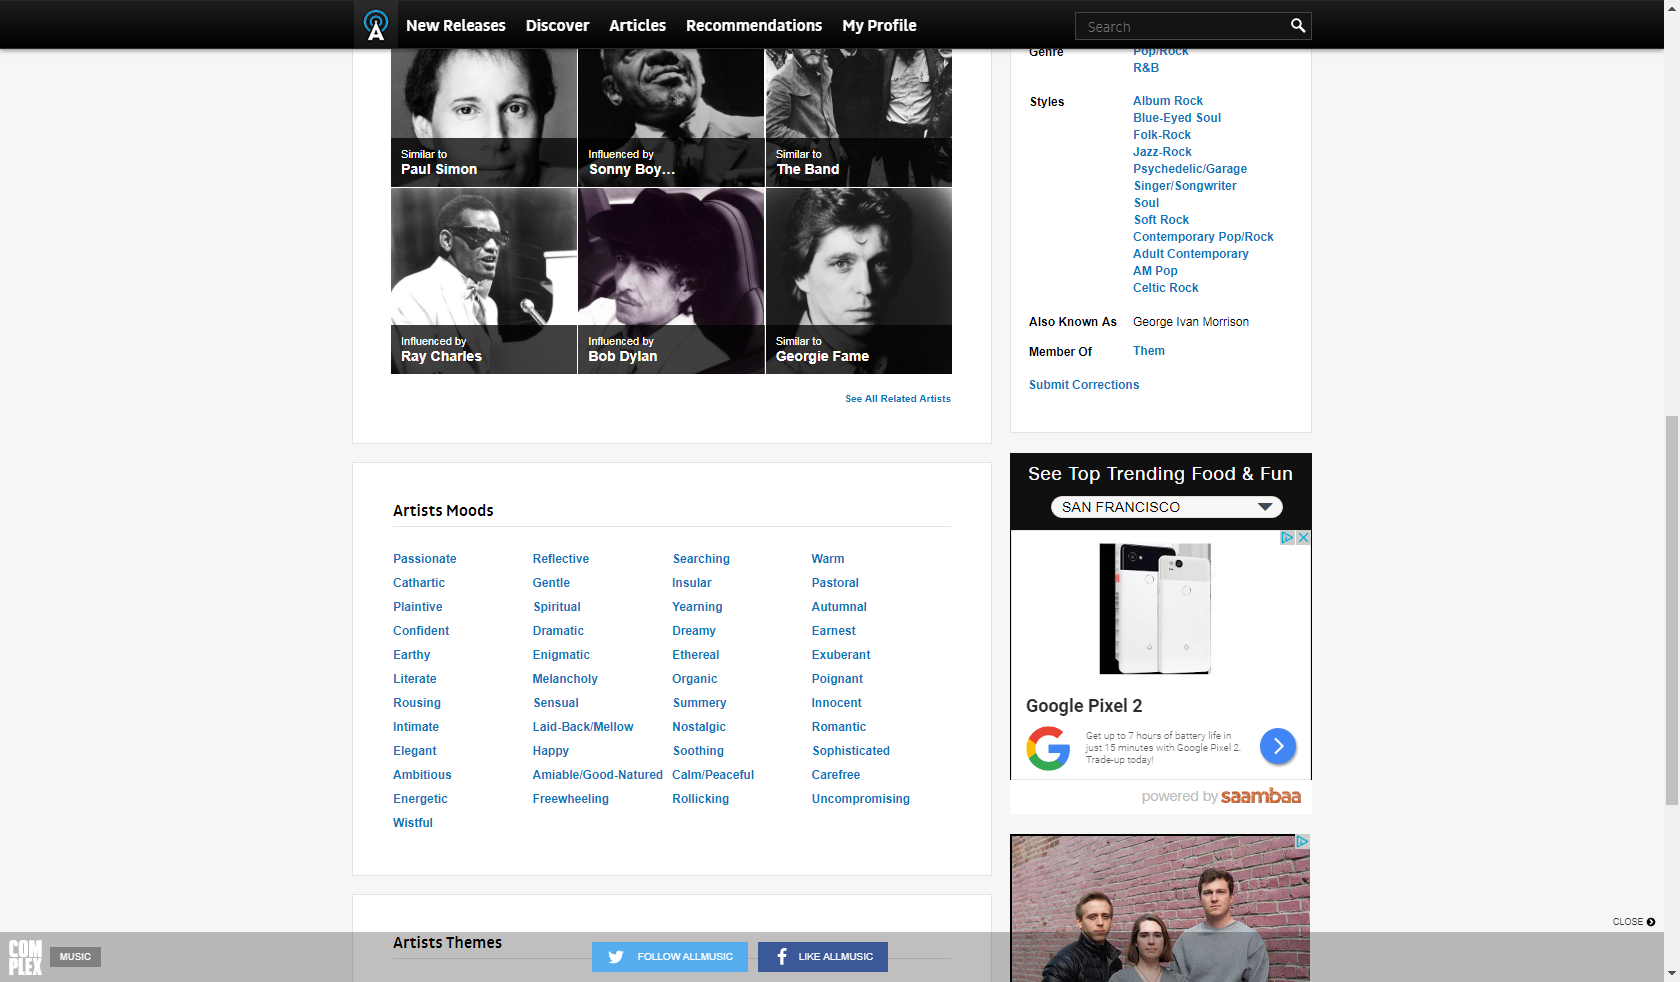 New Releases
Discover
Articles
Recommendations
My Profile
Search
Similar to
Paul Simon
Influenced by
Sonny Boy...
Similar to
The Band
Influenced by
Ray Charles
Influenced by
Bob Dylan
Similar to
Georgie Fame
See All Related Artists
Genre
Pop/Rock
R&B
Styles
Album Rock
Blue-Eyed Soul
Folk-Rock
Jazz-Rock
Psychedelic/Garage
Singer/Songwriter
Soul
Soft Rock
Contemporary Pop/Rock
Adult Contemporary
AM Pop
Celtic Rock
Also Known As
George Ivan Morrison
Member Of
Them
Submit Corrections
Artists Moods
Passionate
Reflective
Searching
Warm
Cathartic
Gentle
Insular
Pastoral
Plaintive
Spiritual
Yearning
Autumnal
Confident
Dramatic
Dreamy
Earnest
Earthy
Enigmatic
Ethereal
Exuberant
Literate
Melancholy
Organic
Poignant
Rousing
Sensual
Summery
Innocent
Intimate
Laid-Back/Mellow
Nostalgic
Romantic
Elegant
Happy
Soothing
Sophisticated
Ambitious
Amiable/Good-Natured
Calm/Peaceful
Carefree
Energetic
Freewheeling
Rollicking
Uncompromising
Wistful
See Top Trending Food & Fun
SAN FRANCISCO
Google Pixel 2
Get up to 7 hours of battery life in
just 15 minutes with Google Pixel 2.
Trade-up today!
powered by saambaa
CLOSE
Artists Themes
COM
PLEX
MUSIC
FOLLOW ALLMUSIC
LIKE ALLMUSIC